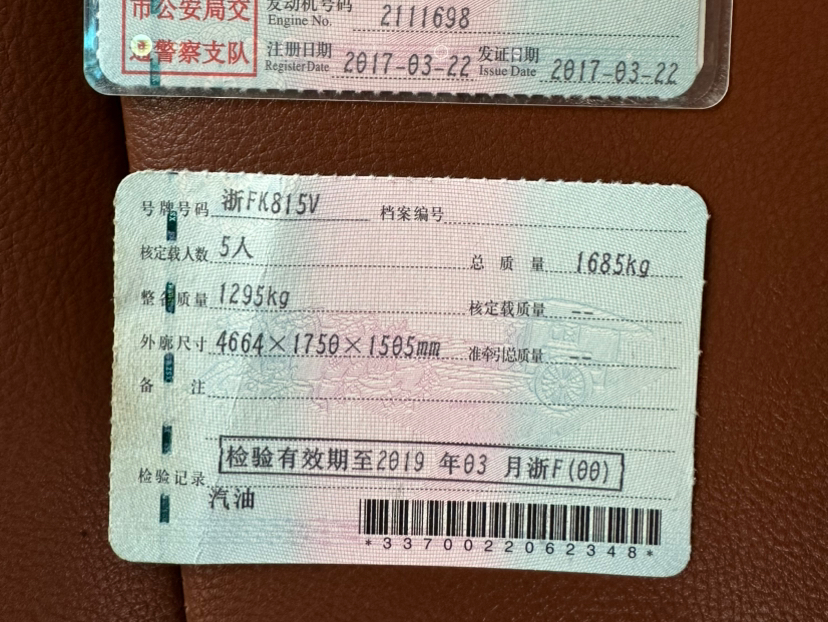 市公安局交
通警察支队
发动机号码
Engine No.
2111698
注册日期
Register Date
2017-03-22
发证日期
Issue Date
2017-03-22
号牌号码 浙FK815V 档案编号
核定载人数 5人 总质量 1685kg
整备质量 1295kg 核定载质量 --
外廓尺寸 4664×1750×1505mm 准牵引总质量 --
备注
检验记录 检验有效期至2019 年03 月浙F(00)
汽油
*3370022062348*